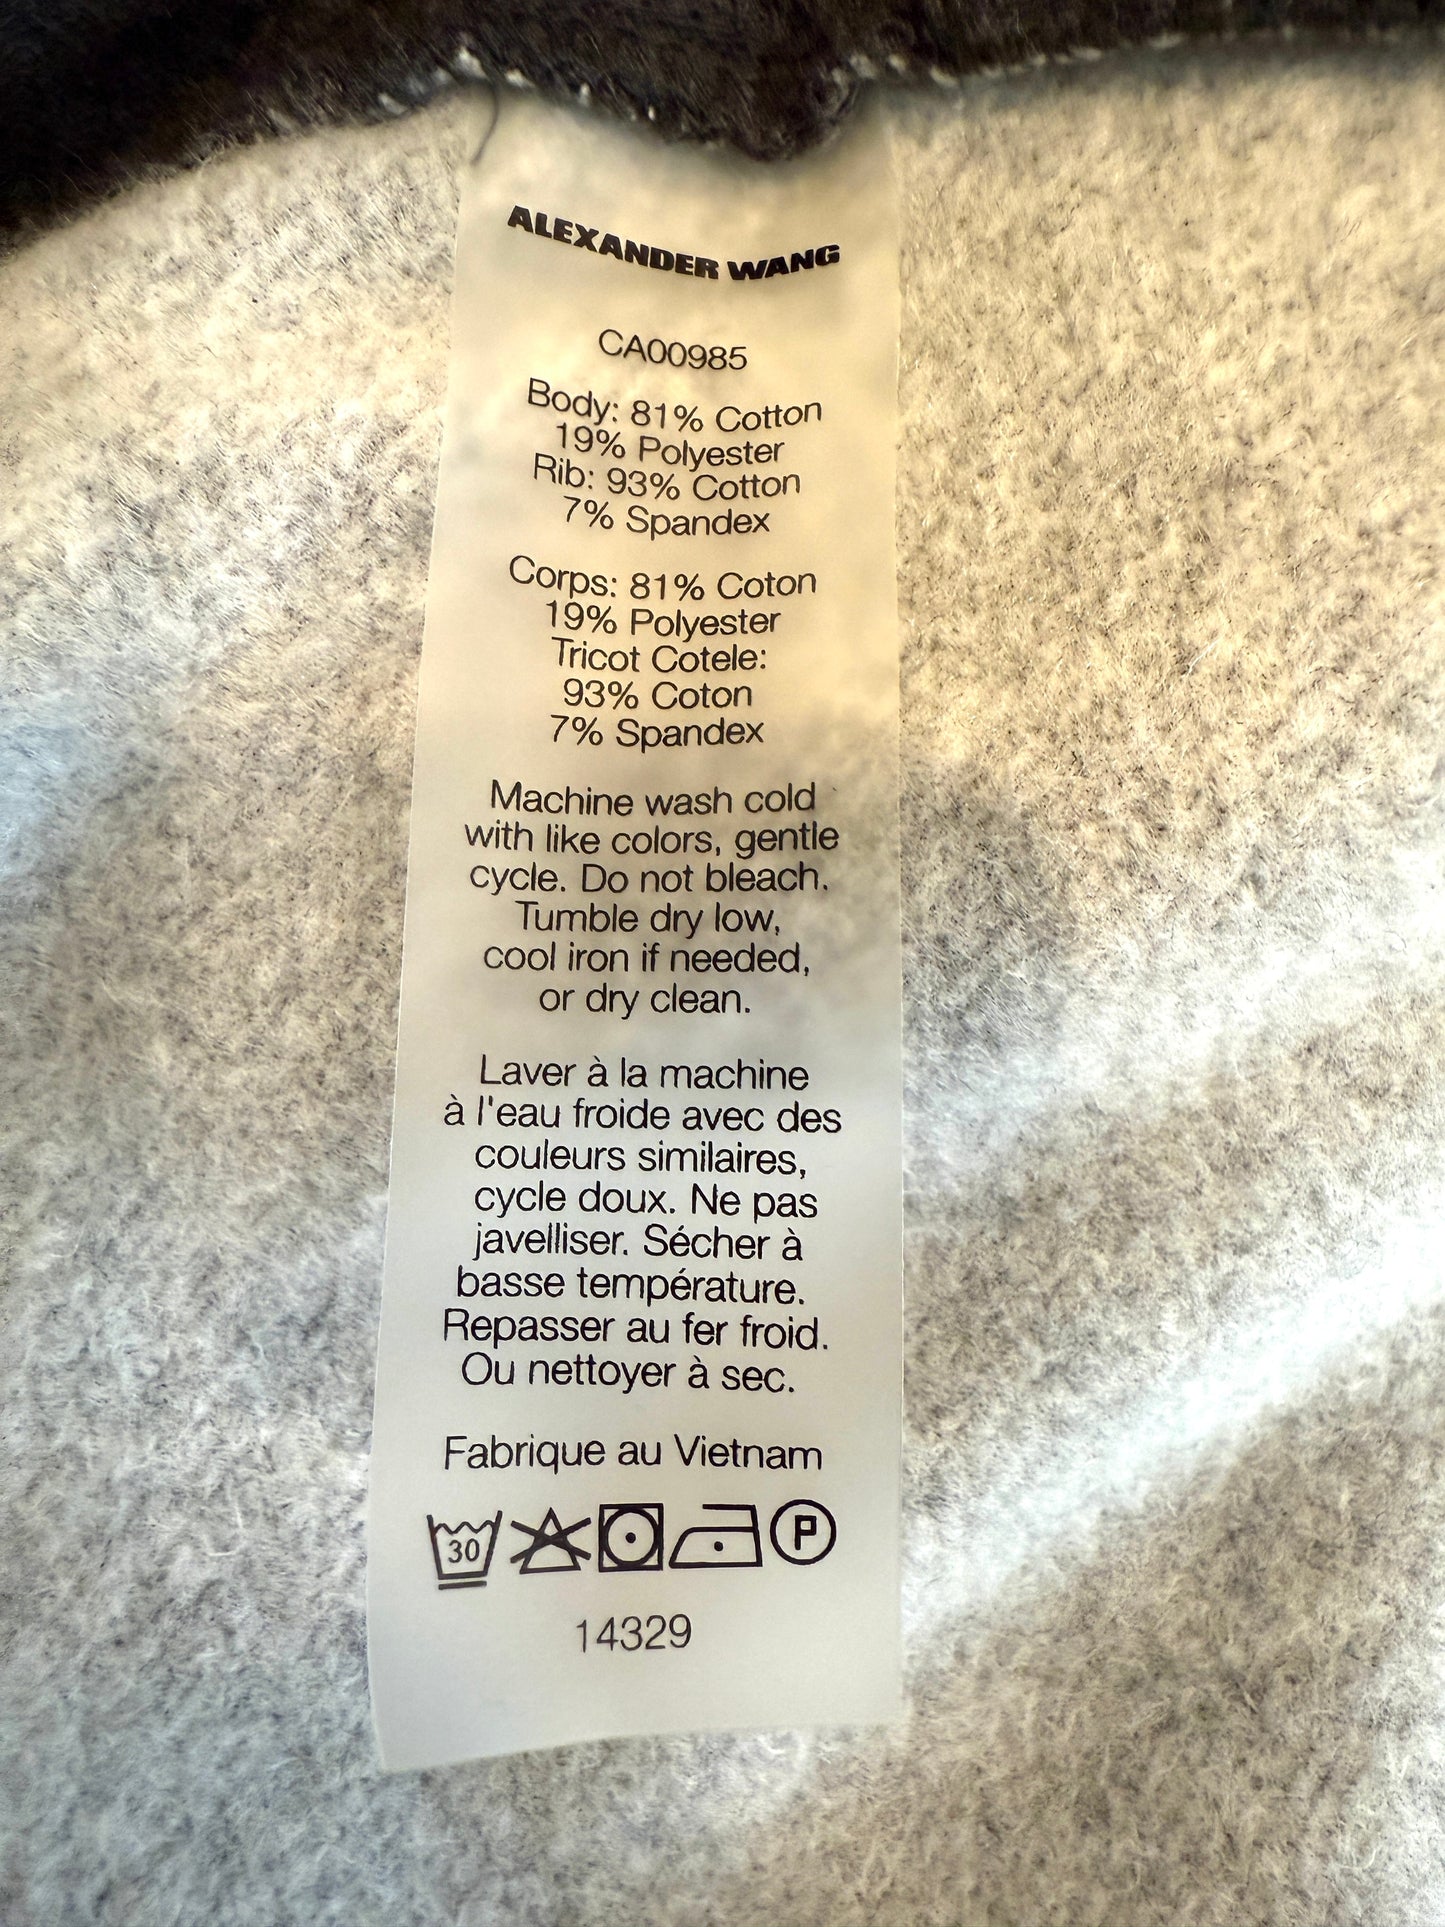 ALEXANDER WANG
CA00985
Body: 81% Cotton
19% Polyester
Rib: 93% Cotton
7% Spandex
Corps: 81% Coton
19% Polyester
Tricot Cotele:
93% Coton
7% Spandex
Machine wash cold
with like colors, gentle
cycle. Do not bleach.
Tumble dry low,
cool iron if needed,
or dry clean.
Laver à la machine
à l'eau froide avec des
couleurs similaires,
cycle doux. Ne pas
javelliser. Sécher à
basse température.
Repasser au fer froid.
Ou nettoyer à sec.
Fabrique au Vietnam
30 P
14329